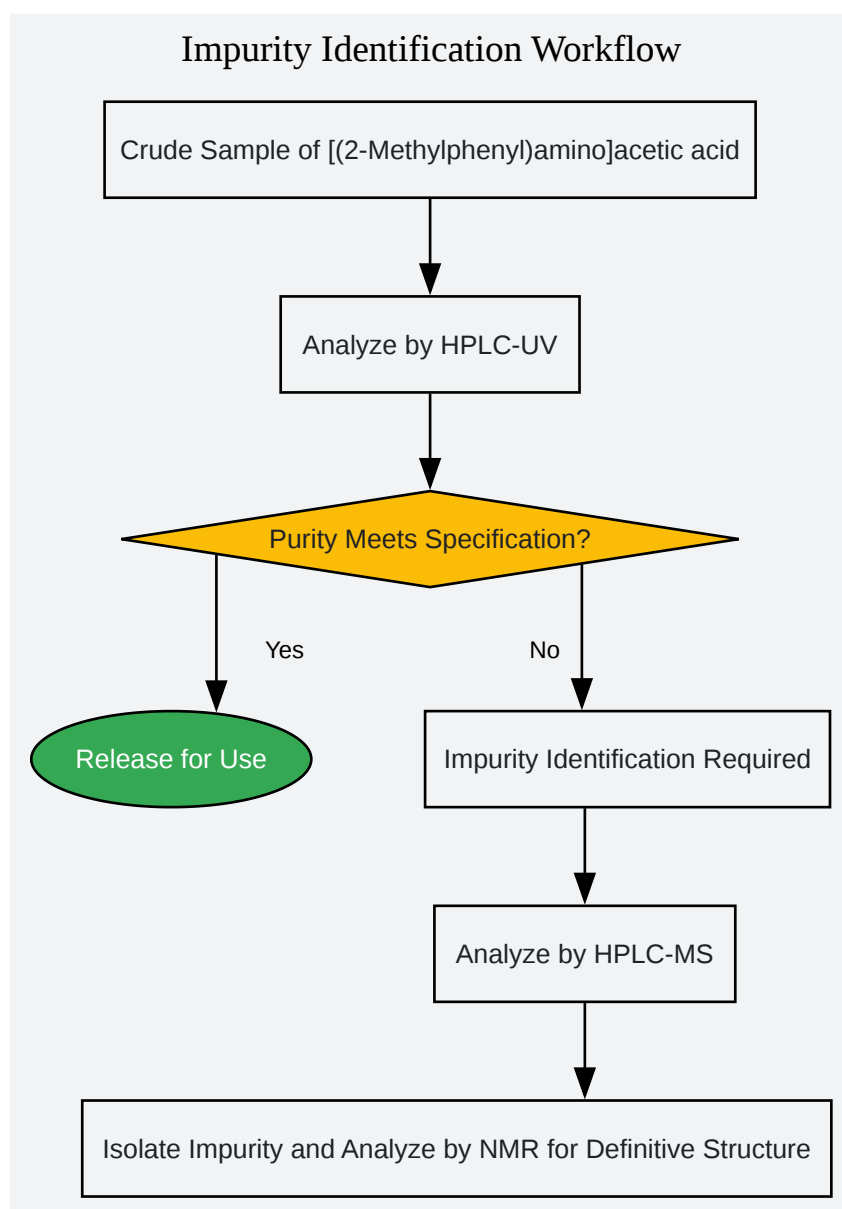 Impurity Identification Workflow
Crude Sample of [(2-Methylphenyl)amino]acetic acid
Analyze by HPLC-UV
Purity Meets Specification?
Yes
No
Release for Use
Impurity Identification Required
Analyze by HPLC-MS
Isolate Impurity and Analyze by NMR for Definitive Structure